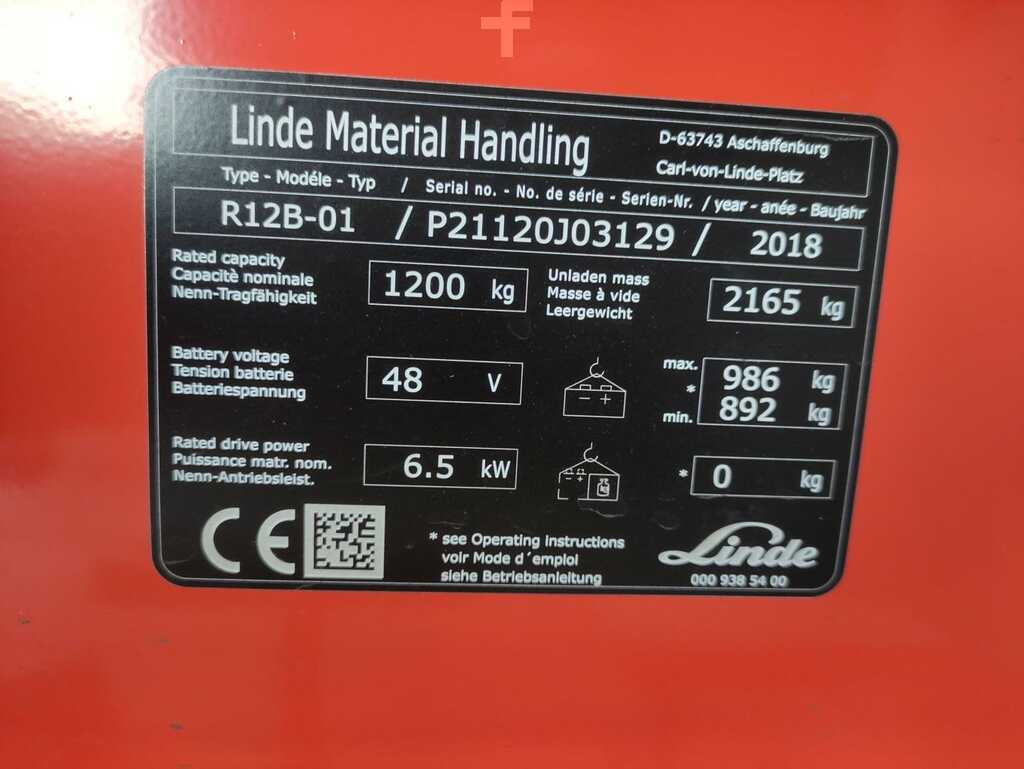 f
Linde Material Handling
D-63743 Aschaffenburg
Carl-von-Linde-Platz
Type - Modéle - Typ / Serial no. - No. de série - Serien-Nr. / year - anée - Baujahr
R12B-01 / P21120J03129 / 2018
Rated capacity
Capacitè nominale
Nenn-Tragfähigkeit
1200 kg
Unladen mass
Masse à vide
Leergewicht
2165 kg
Battery voltage
Tension batterie
Batteriespannung
48 V
- +
max.
*
min.
986 kg
892 kg
Rated drive power
Puissance matr. nom.
Nenn-Antriebsleist.
6.5 kW
- +
kg
* 0 kg
CE
* see Operating instructions
voir Mode d´emploi
siehe Betriebsanleitung
Linde
000 938 54 00